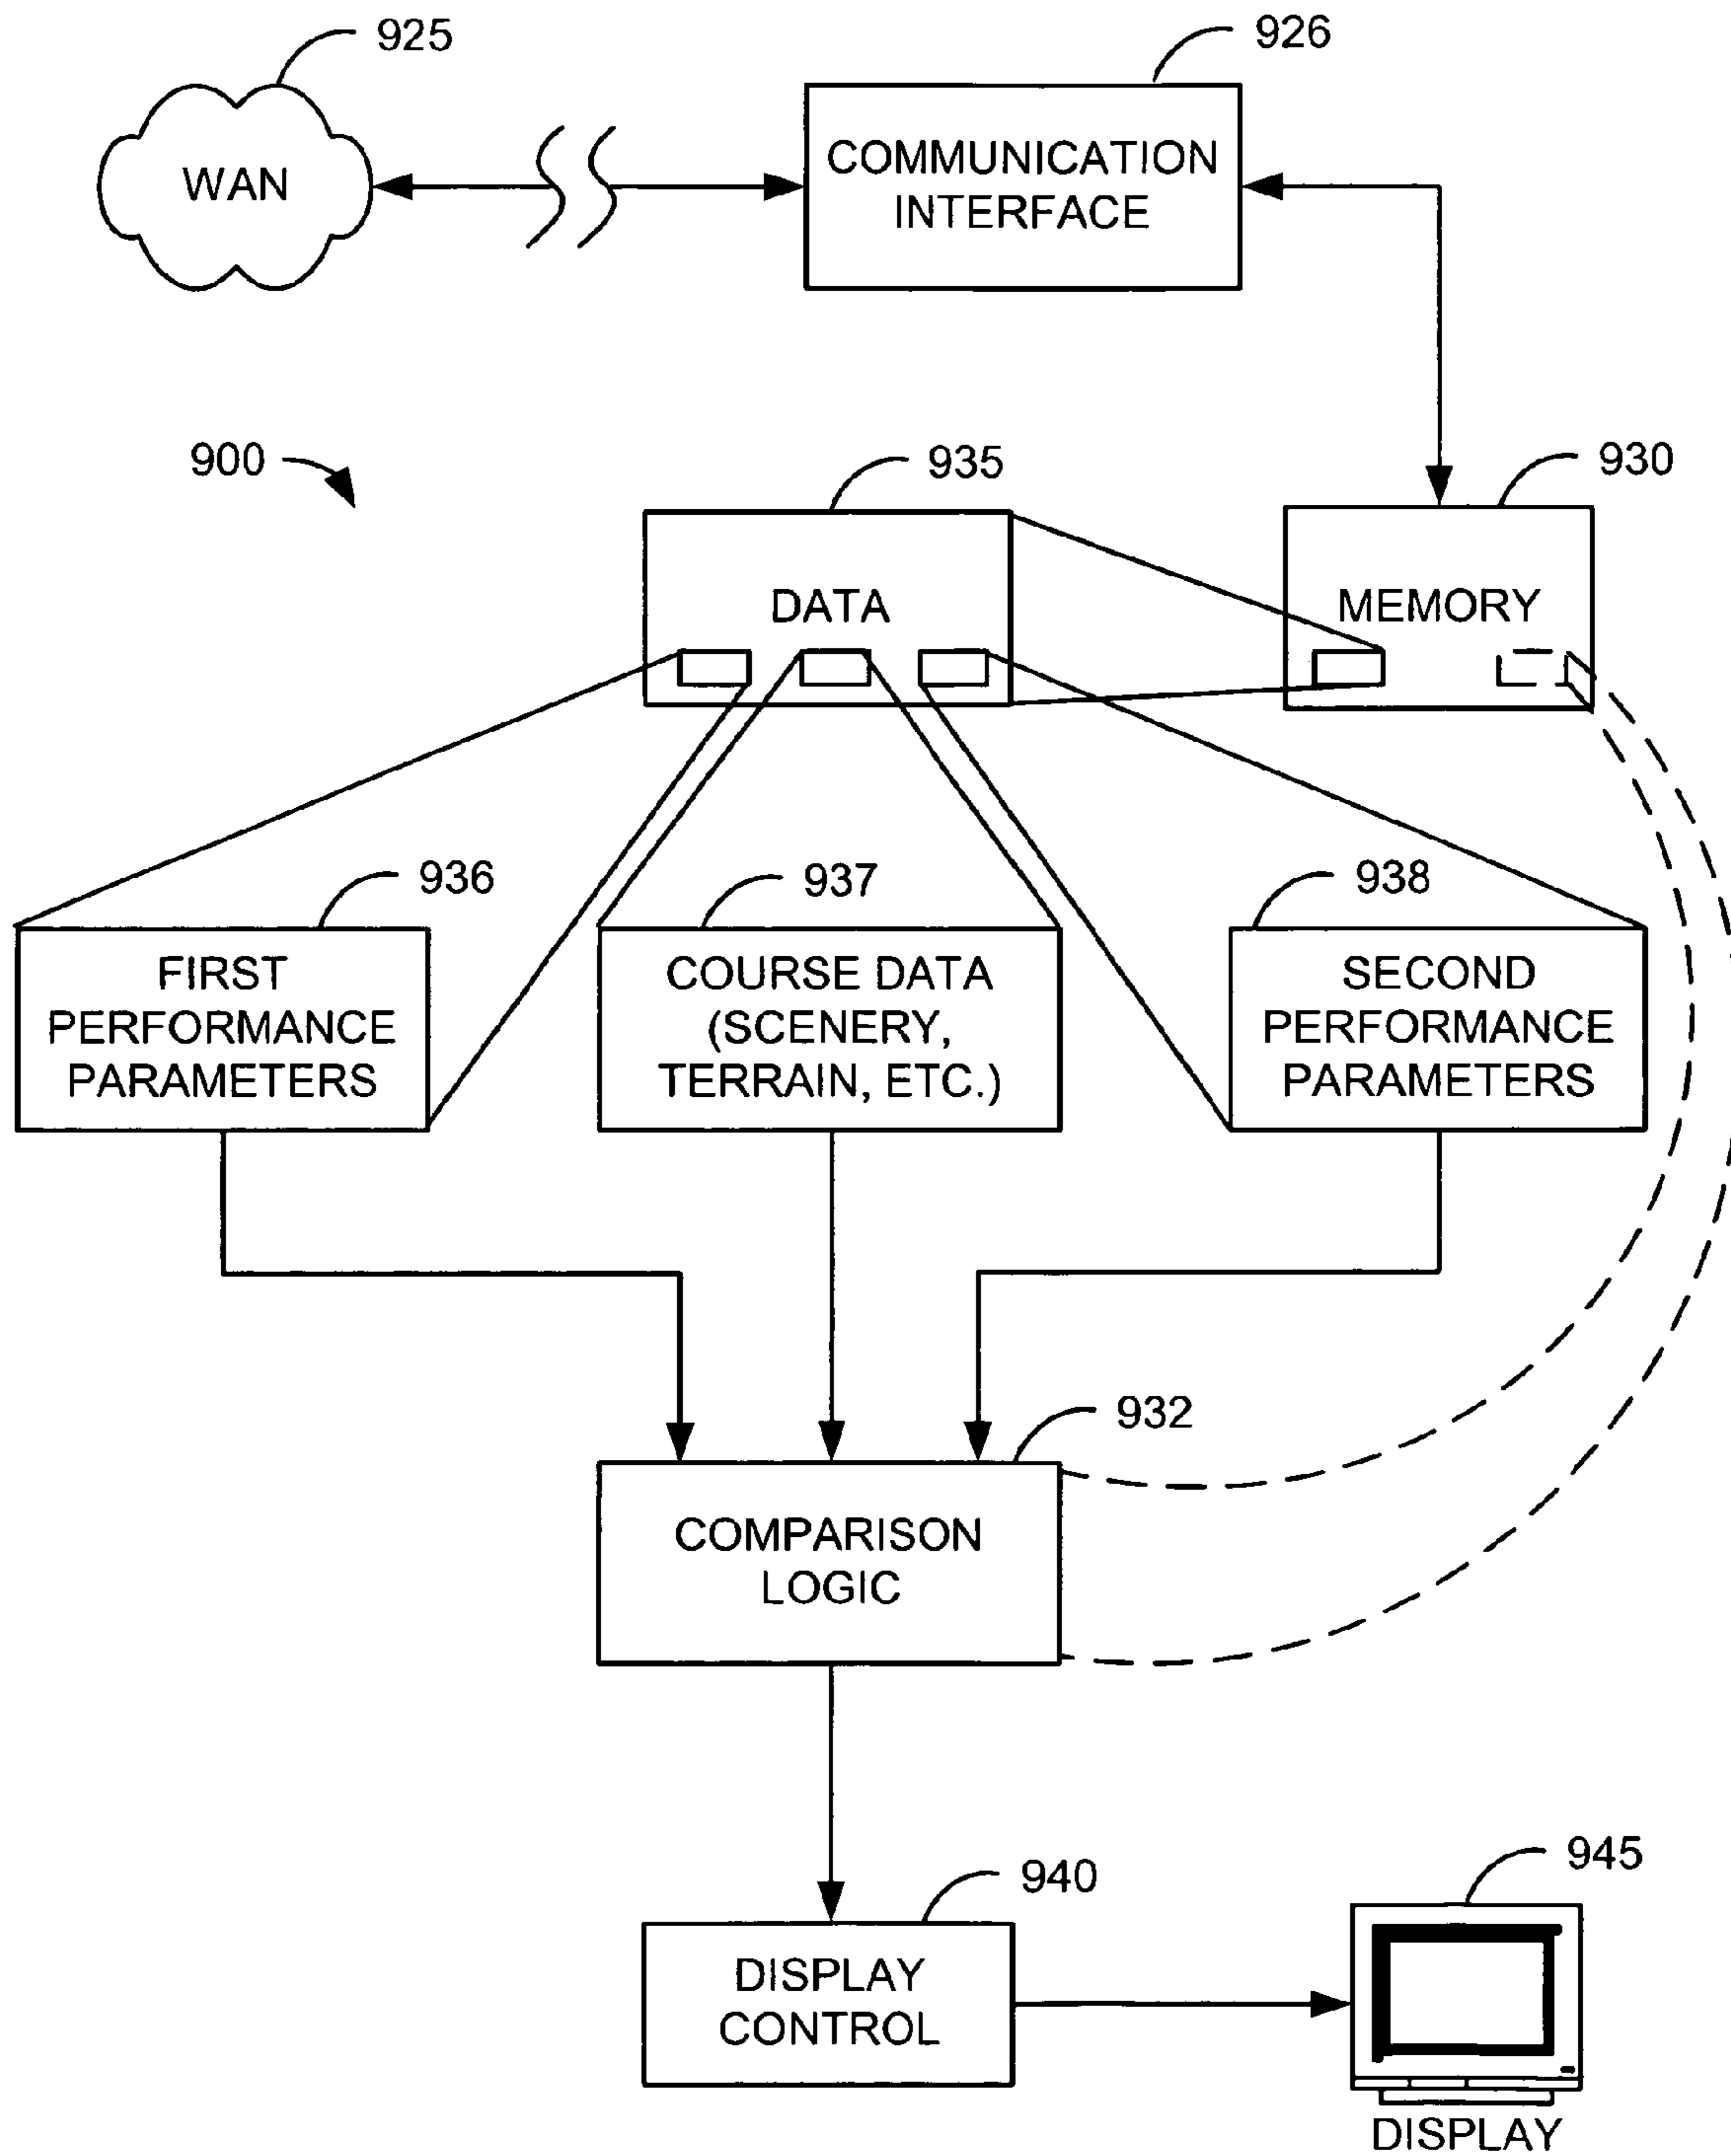 925
926
WAN
COMMUNICATION
INTERFACE
900
935
930
DATA
MEMORY
936
937
938
FIRST
PERFORMANCE
PARAMETERS
COURSE DATA
(SCENERY,
TERRAIN, ETC.)
SECOND
PERFORMANCE
PARAMETERS
932
COMPARISON
LOGIC
940
945
DISPLAY
CONTROL
DISPLAY